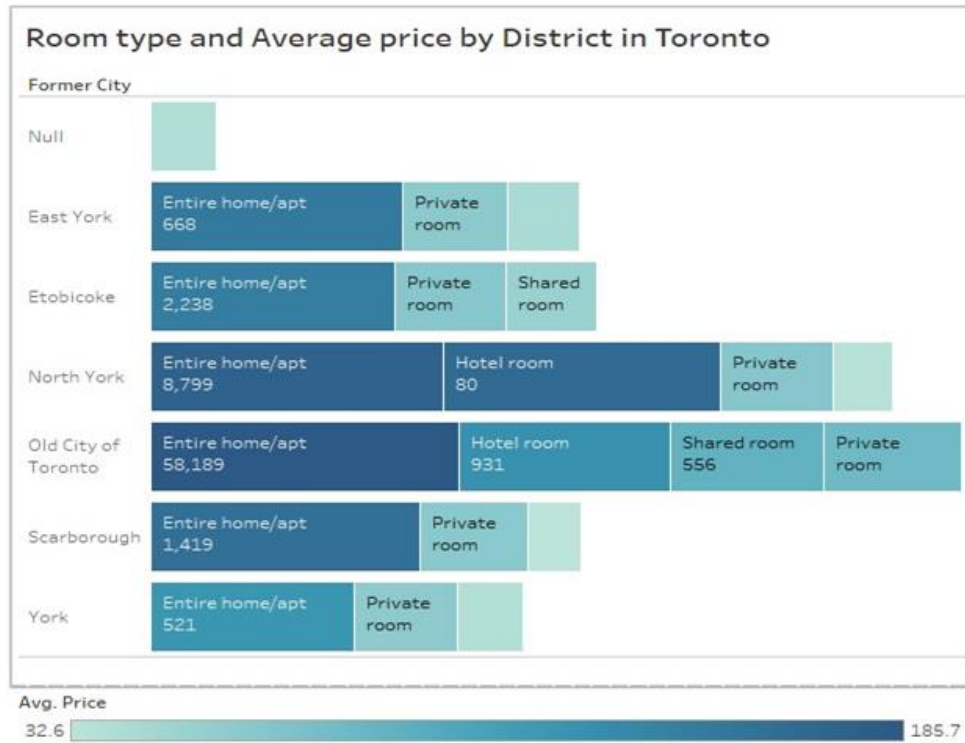 Room type and Average price by District in Toronto
Former City
Null
East York
Entire home/apt
668
Private
room
Etobicoke
Entire home/apt
2,238
Private
room
Shared
room
North York
Entire home/apt
8,799
Hotel room
80
Private
room
Old City of
Toronto
Entire home/apt
58,189
Hotel room
931
Shared room
556
Private
room
Scarborough
Entire home/apt
1,419
Private
room
York
Entire home/apt
521
Private
room
Avg. Price
32.6
185.7